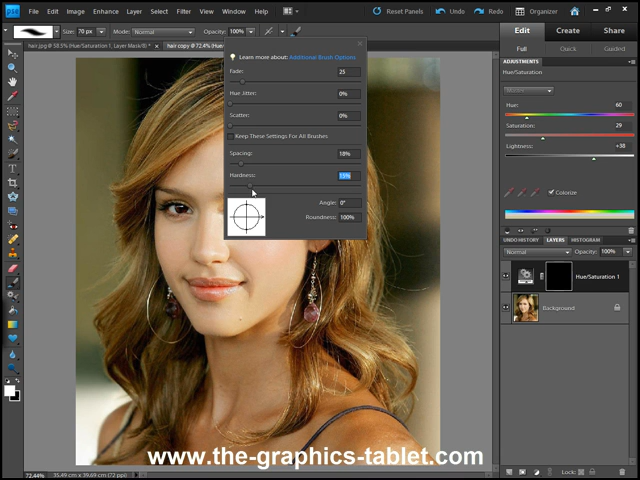 pse File Edit Image Enhance Layer Select Filter View Window Help Reset Panels Undo Redo Organizer
Size: 70 px Mode: Normal Opacity: 100%
Edit Create Share
hair.jpg @ 58.5% (Hue/Saturation 1, Layer Mask/8) *
hair copy @ 72.4% (Hue/
Full Quick Guided
Learn more about: Additional Brush Options
Fade: 25
Hue Jitter: 0%
Scatter: 0%
Keep These Settings For All Brushes
Spacing: 18%
Hardness: 15%
Angle: 0°
Roundness: 100%
ADJUSTMENTS
Hue/Saturation
Master
Hue: 60
Saturation: 29
Lightness: +38
Colorize
UNDO HISTORY LAYERS HISTOGRAM
Normal Opacity: 100%
Hue/Saturation 1
Background
Lock:
72.44% 35.49 cm x 39.69 cm (72 ppi)
www.the-graphics-tablet.com